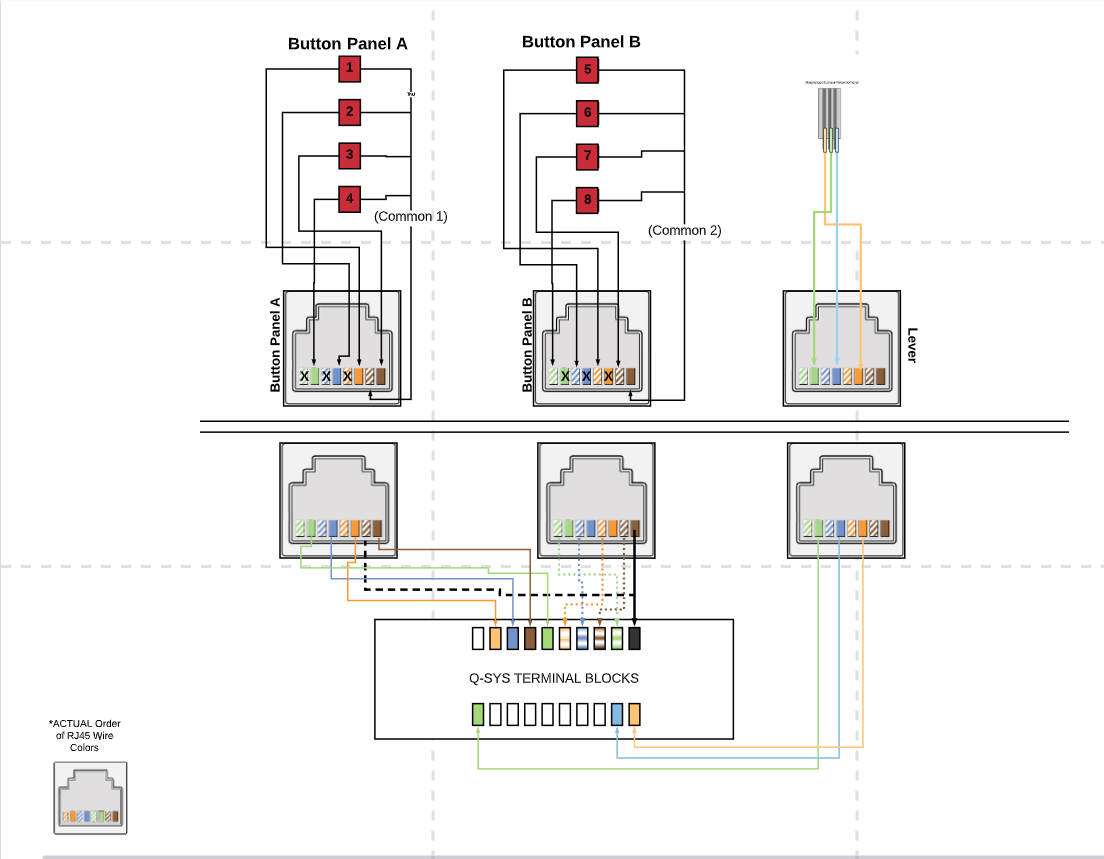 Button Panel A
Button Panel B
1
2
3
4
(Common 1)
5
6
7
8
(Common 2)
Button Panel A
X X X
Button Panel B
X X X
Lever
Q-SYS TERMINAL BLOCKS
*ACTUAL Order
of RJ45 Wire
Colors